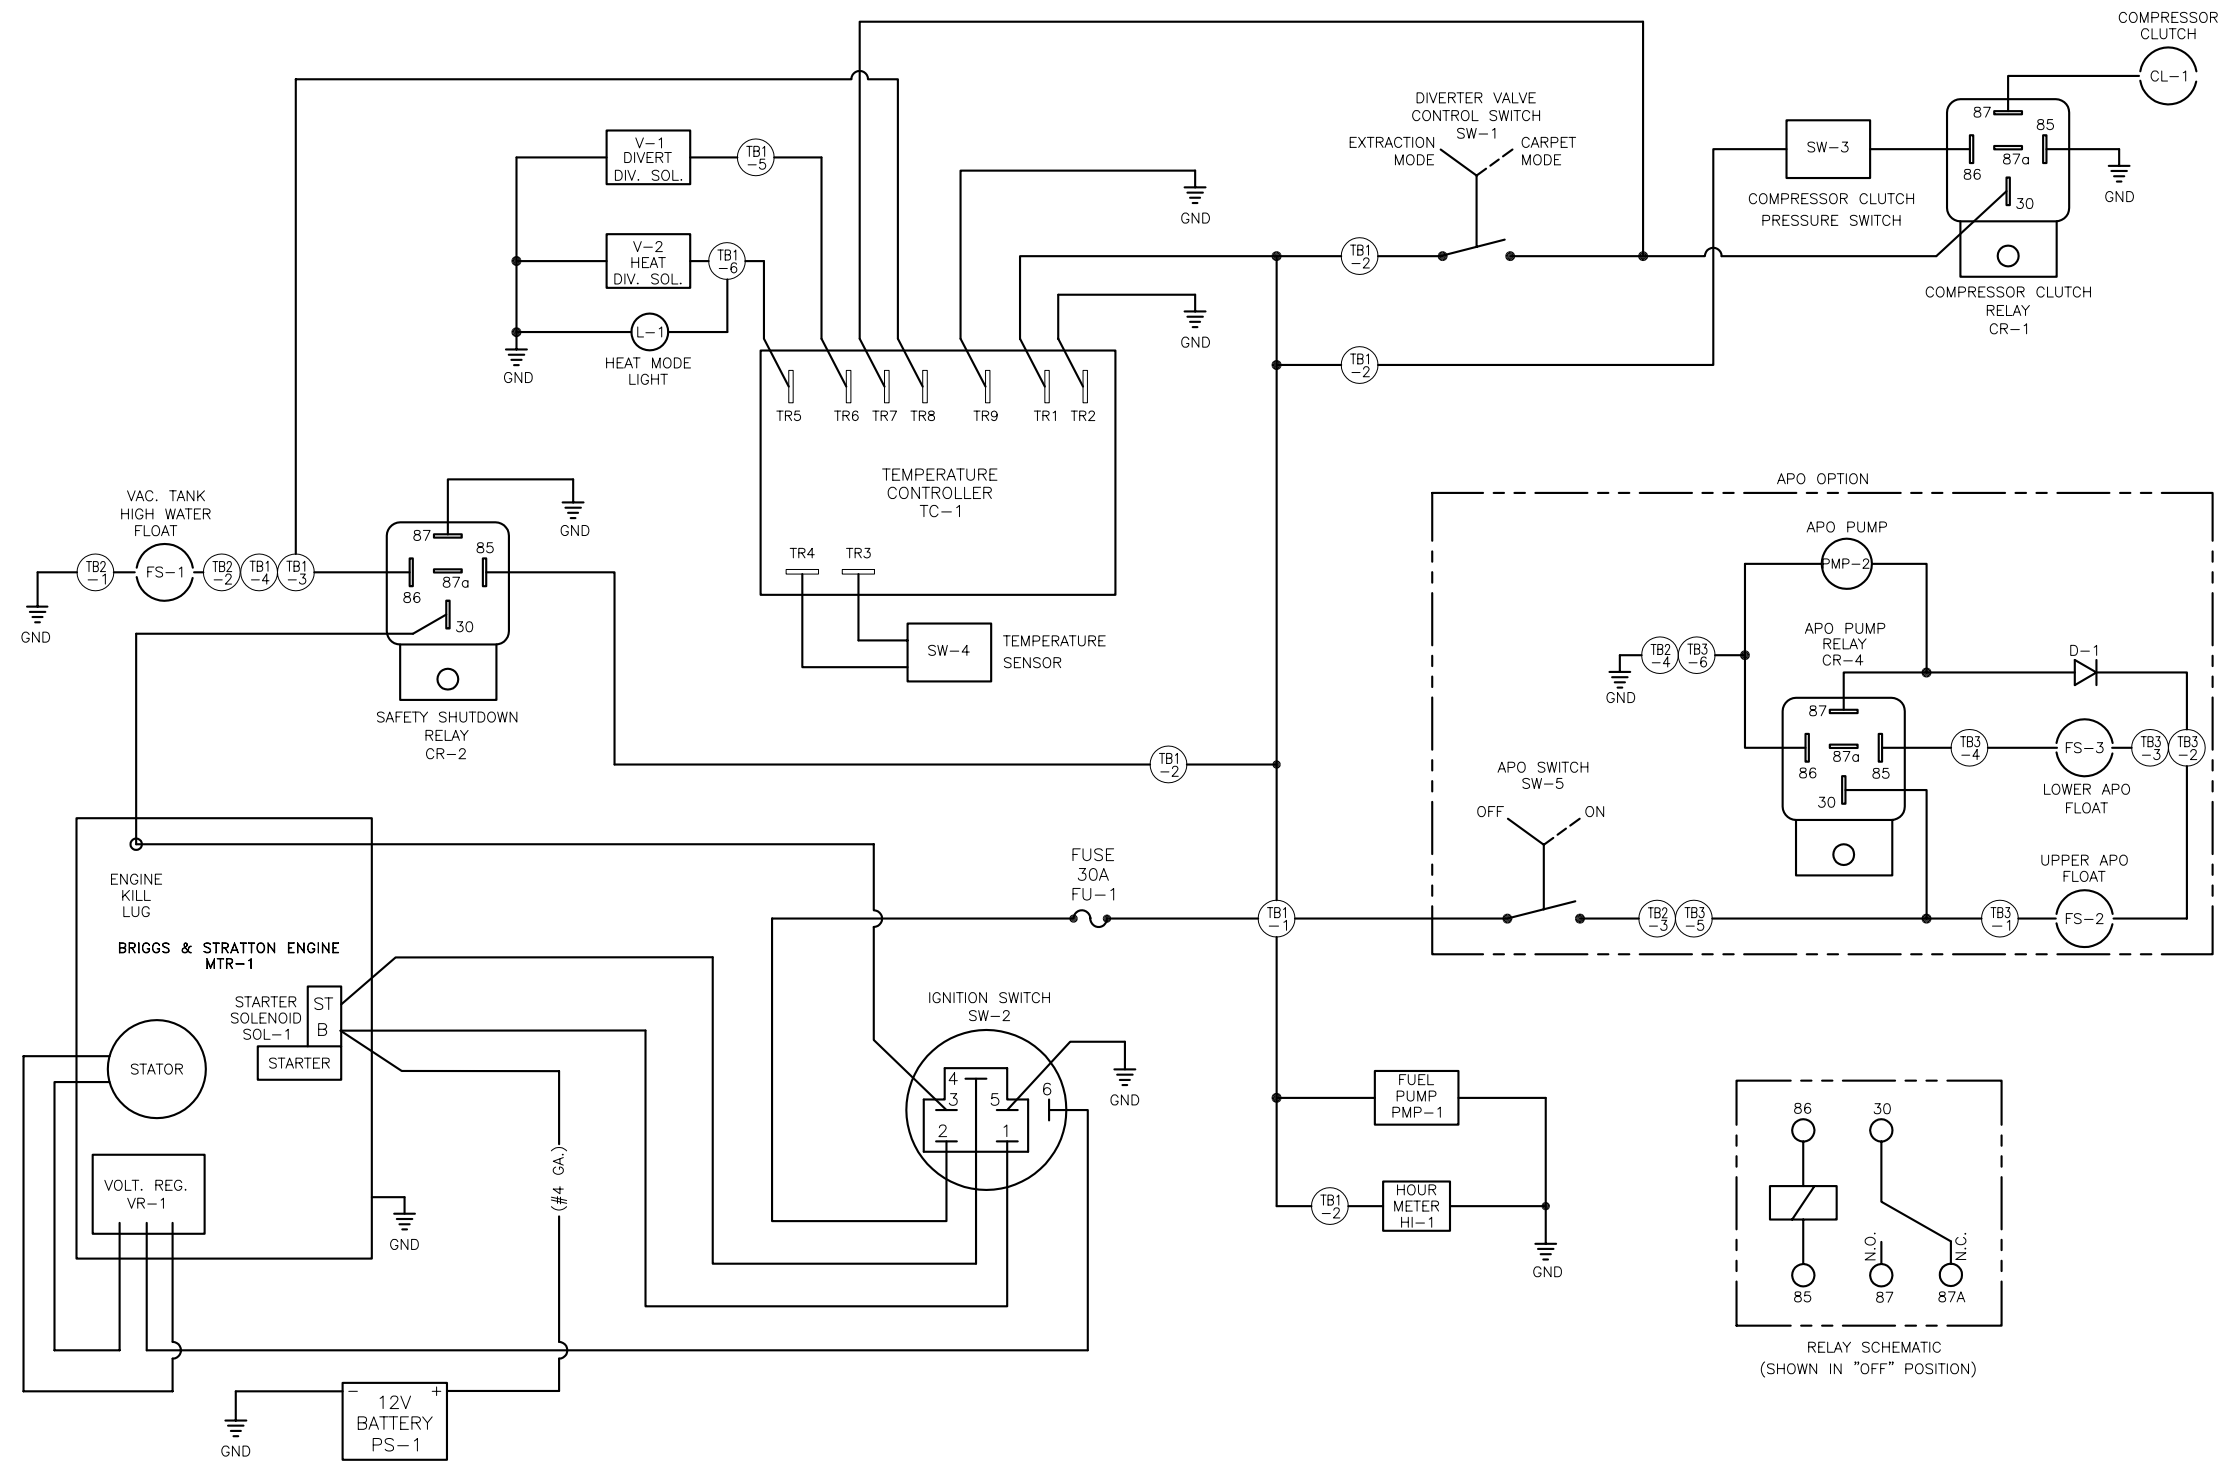 COMPRESSOR
CLUTCH
CL-1
87
85
87a
86
30
GND
COMPRESSOR CLUTCH
RELAY
CR-1
SW-3
COMPRESSOR CLUTCH
PRESSURE SWITCH
DIVERTER VALVE
CONTROL SWITCH
SW-1
EXTRACTION
MODE
CARPET
MODE
TB1
-2
TB1
-2
V-1
DIVERT
DIV. SOL.
TB1
-5
V-2
HEAT
DIV. SOL.
TB1
-6
L-1
HEAT MODE
LIGHT
GND
GND
GND
TR5
TR6
TR7
TR8
TR9
TR1
TR2
TEMPERATURE
CONTROLLER
TC-1
TR4
TR3
SW-4
TEMPERATURE
SENSOR
VAC. TANK
HIGH WATER
FLOAT
TB2
-1
FS-1
TB2
-2
TB1
-4
TB1
-3
GND
GND
87
85
87a
86
30
SAFETY SHUTDOWN
RELAY
CR-2
TB1
-2
APO OPTION
APO PUMP
PMP-2
APO PUMP
RELAY
CR-4
TB2
-4
TB3
-6
GND
D-1
87
87a
86
85
30
TB3
-4
FS-3
TB3
-3
TB3
-2
LOWER APO
FLOAT
APO SWITCH
SW-5
OFF
ON
UPPER APO
FLOAT
TB2
-3
TB3
-5
TB3
-1
FS-2
FUSE
30A
FU-1
TB1
-1
ENGINE
KILL
LUG
BRIGGS & STRATTON ENGINE
MTR-1
STARTER
SOLENOID
SOL-1
ST
B
STARTER
STATOR
VOLT. REG.
VR-1
GND
(#4 GA.)
IGNITION SWITCH
SW-2
4
3
5
6
2
1
GND
FUEL
PUMP
PMP-1
TB1
-2
HOUR
METER
HI-1
GND
- +
12V
BATTERY
PS-1
GND
86
30
N.O.
N.C.
85
87
87A
RELAY SCHEMATIC
(SHOWN IN "OFF" POSITION)